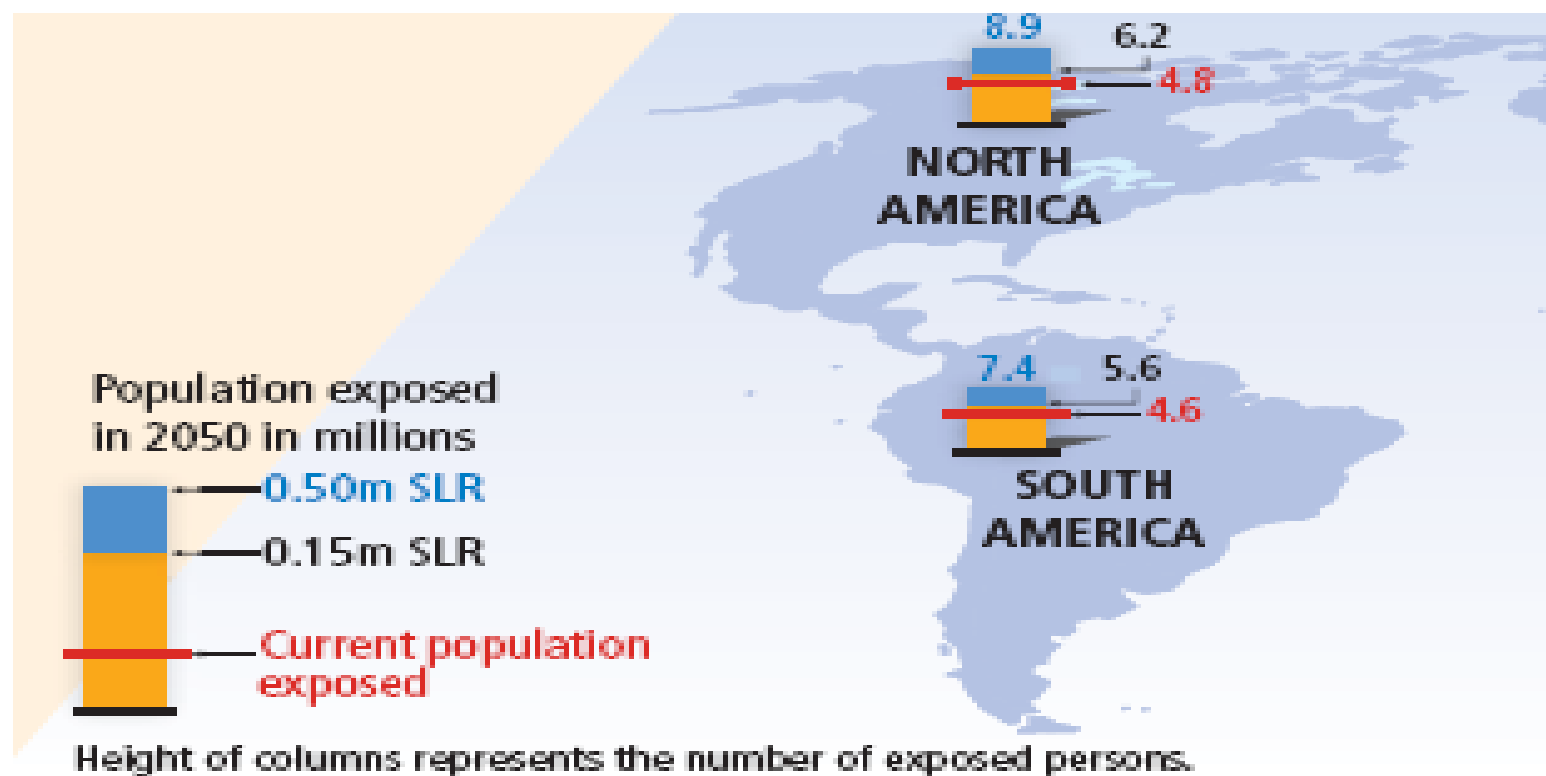 8.9
6.2
4.8
NORTH
AMERICA
7.4
5.6
4.6
SOUTH
AMERICA
Population exposed
in 2050 in millions
0.50m SLR
0.15m SLR
Current population
exposed
Height of columns represents the number of exposed persons.